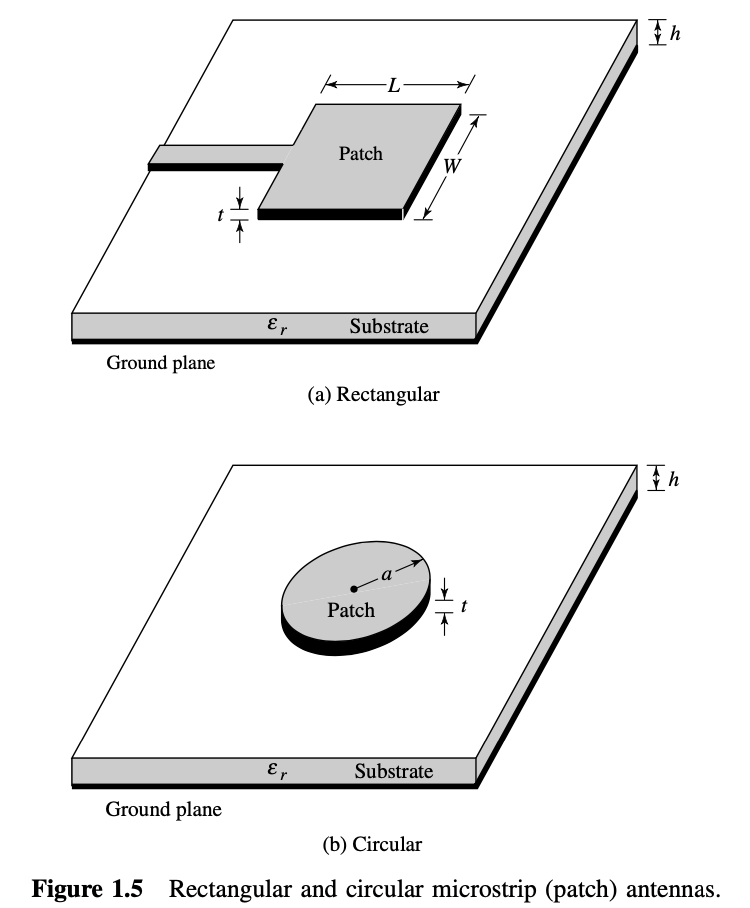 h
L
Patch
W
t
εr Substrate
Ground plane
(a) Rectangular
h
a
Patch
t
εr Substrate
Ground plane
(b) Circular
Figure 1.5 Rectangular and circular microstrip (patch) antennas.